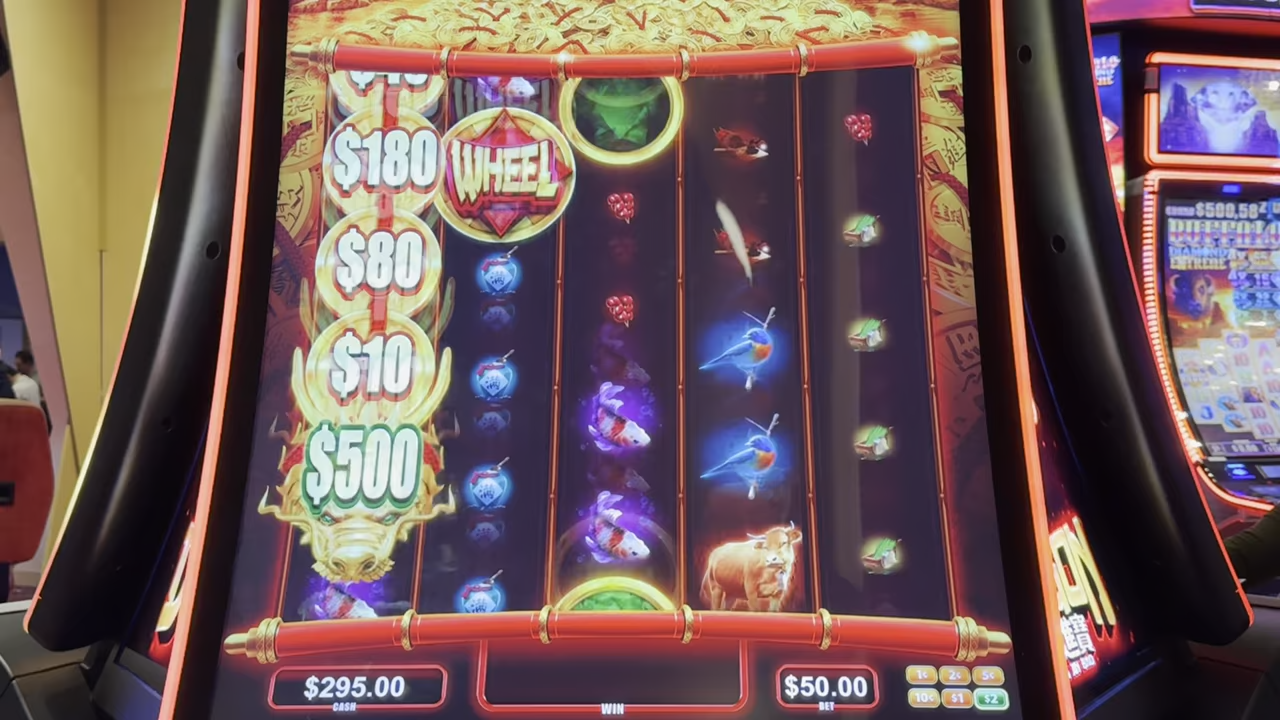 $180
WHEEL
$80
$10
$500
$295.00
CASH
WIN
$50.00
BET
1¢ 2¢ 5¢
10¢ $1 $2